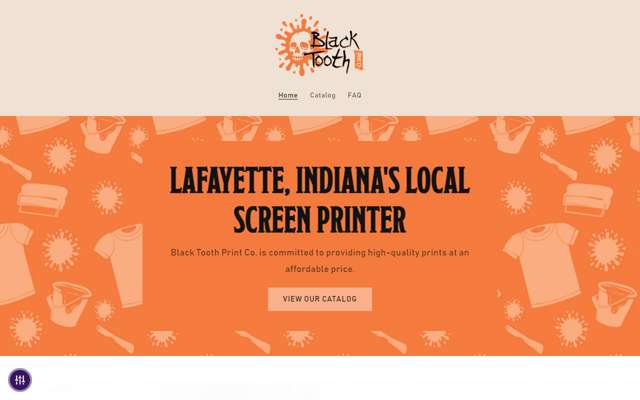 Black
Tooth
Home
Catalog
FAQ
LAFAYETTE, INDIANA'S LOCAL
SCREEN PRINTER
Black Tooth Print Co. is committed to providing high-quality prints at an
affordable price.
VIEW OUR CATALOG